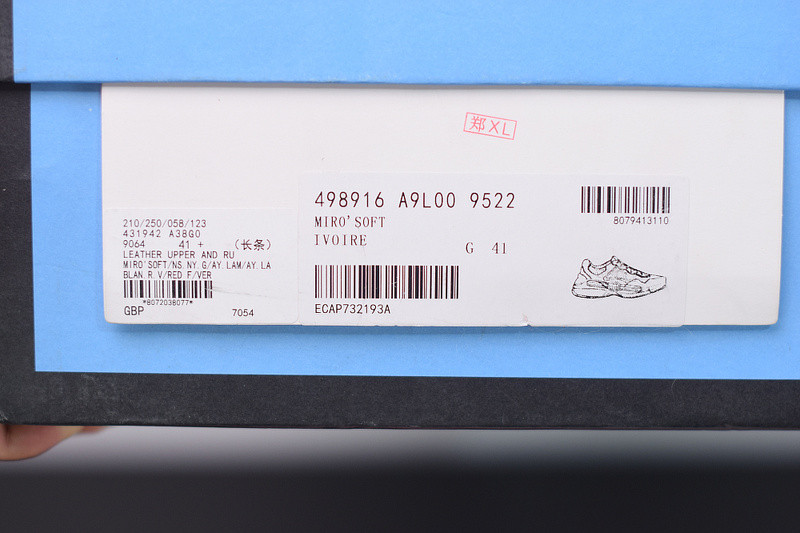 郑XL
498916 A9L00 9522
MIRO'SOFT
IVOIRE
G 41
ECAP732193A
8079413110
210/250/058/123
431942 A38G0
9064 41 + (长条)
LEATHER UPPER AND RU
MIRO'SOFT/NS.NY.G/AY.LAM/AY.LA
BLAN.R.V/RED F/VER
*8072038077*
GBP 7054